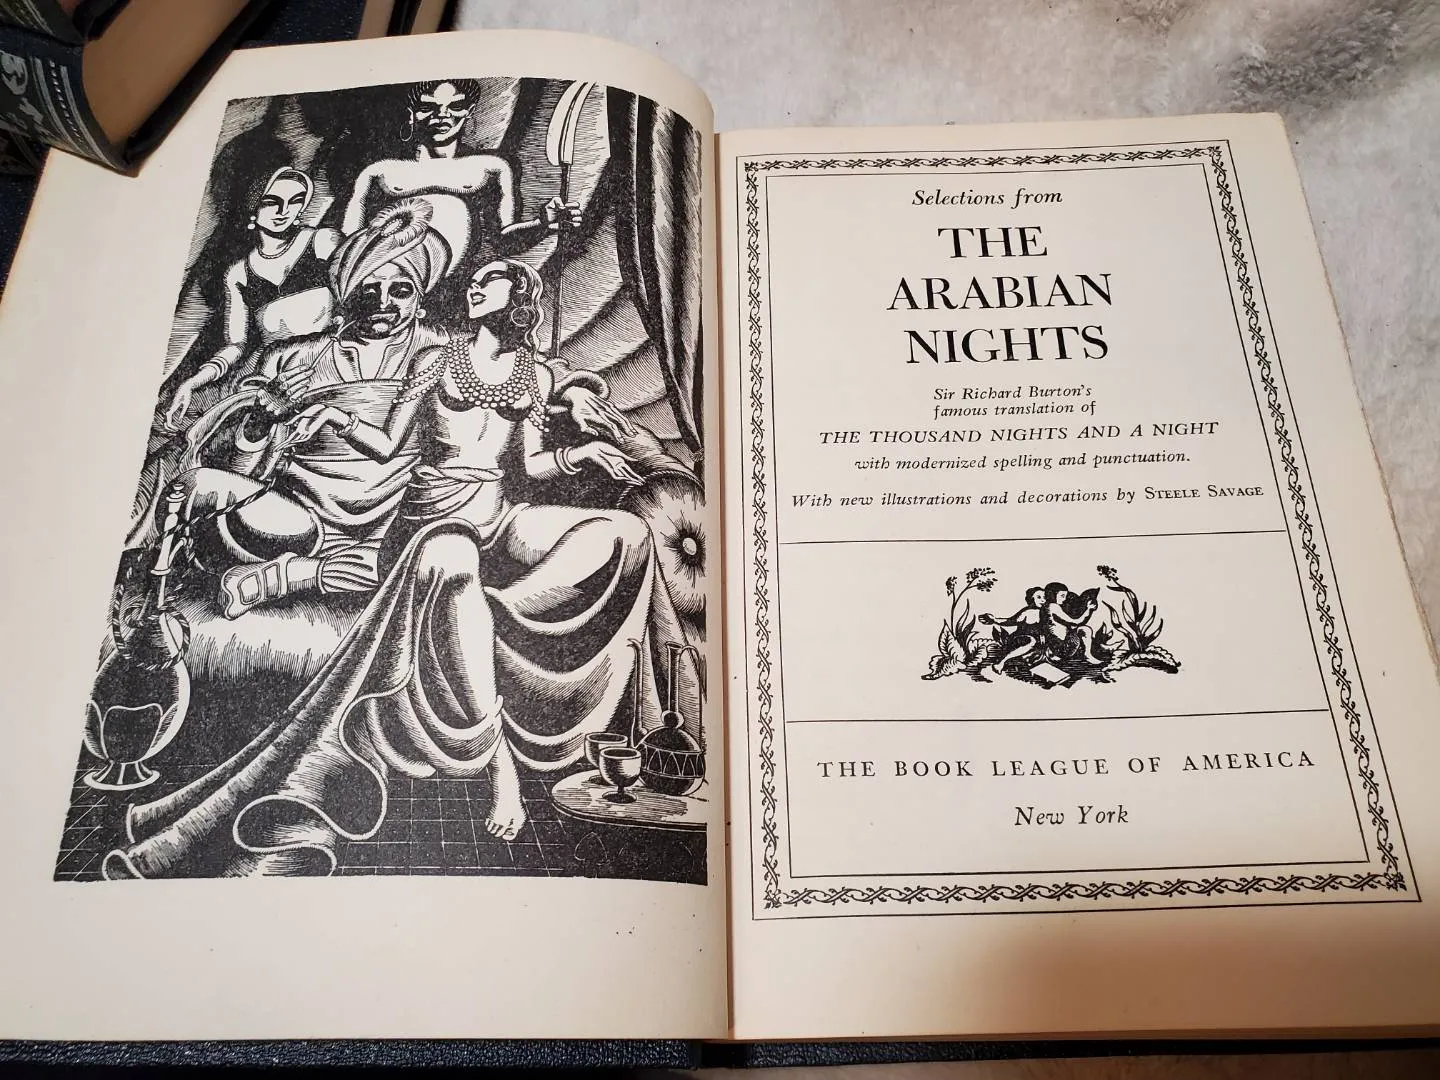 Selections from
THE
ARABIAN
NIGHTS
Sir Richard Burton's
famous translation of
THE THOUSAND NIGHTS AND A NIGHT
with modernized spelling and punctuation.
With new illustrations and decorations by STEELE SAVAGE
THE BOOK LEAGUE OF AMERICA
New York